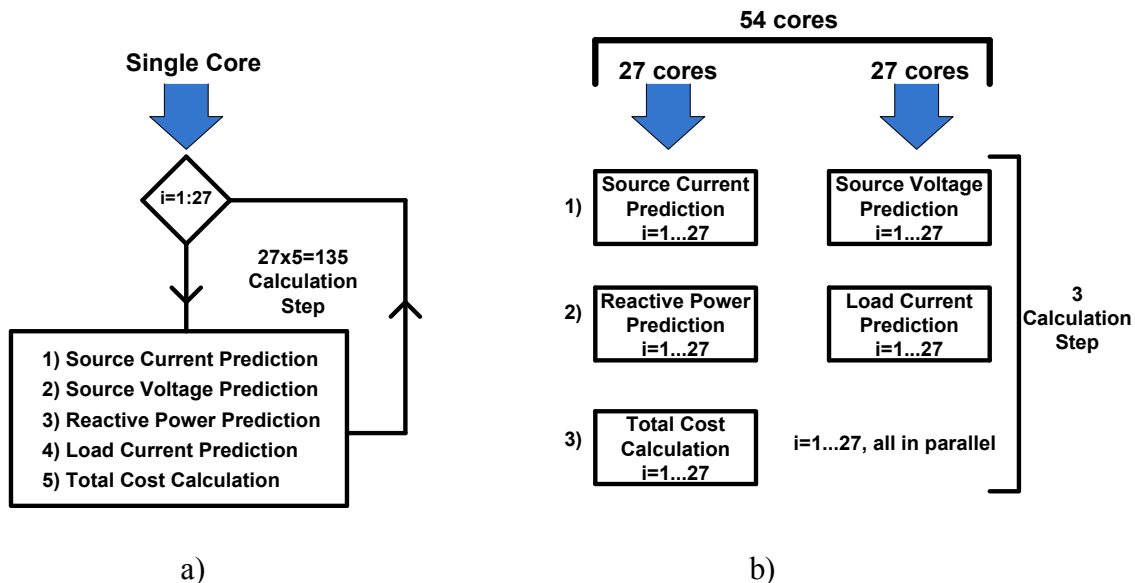 Single Core
i=1:27
27x5=135
Calculation
Step
1) Source Current Prediction
2) Source Voltage Prediction
3) Reactive Power Prediction
4) Load Current Prediction
5) Total Cost Calculation
a)
54 cores
27 cores
27 cores
1)
Source Current
Prediction
i=1...27
Source Voltage
Prediction
i=1...27
2)
Reactive Power
Prediction
i=1...27
Load Current
Prediction
i=1...27
3)
Total Cost
Calculation
i=1...27
i=1...27, all in parallel
3
Calculation
Step
b)